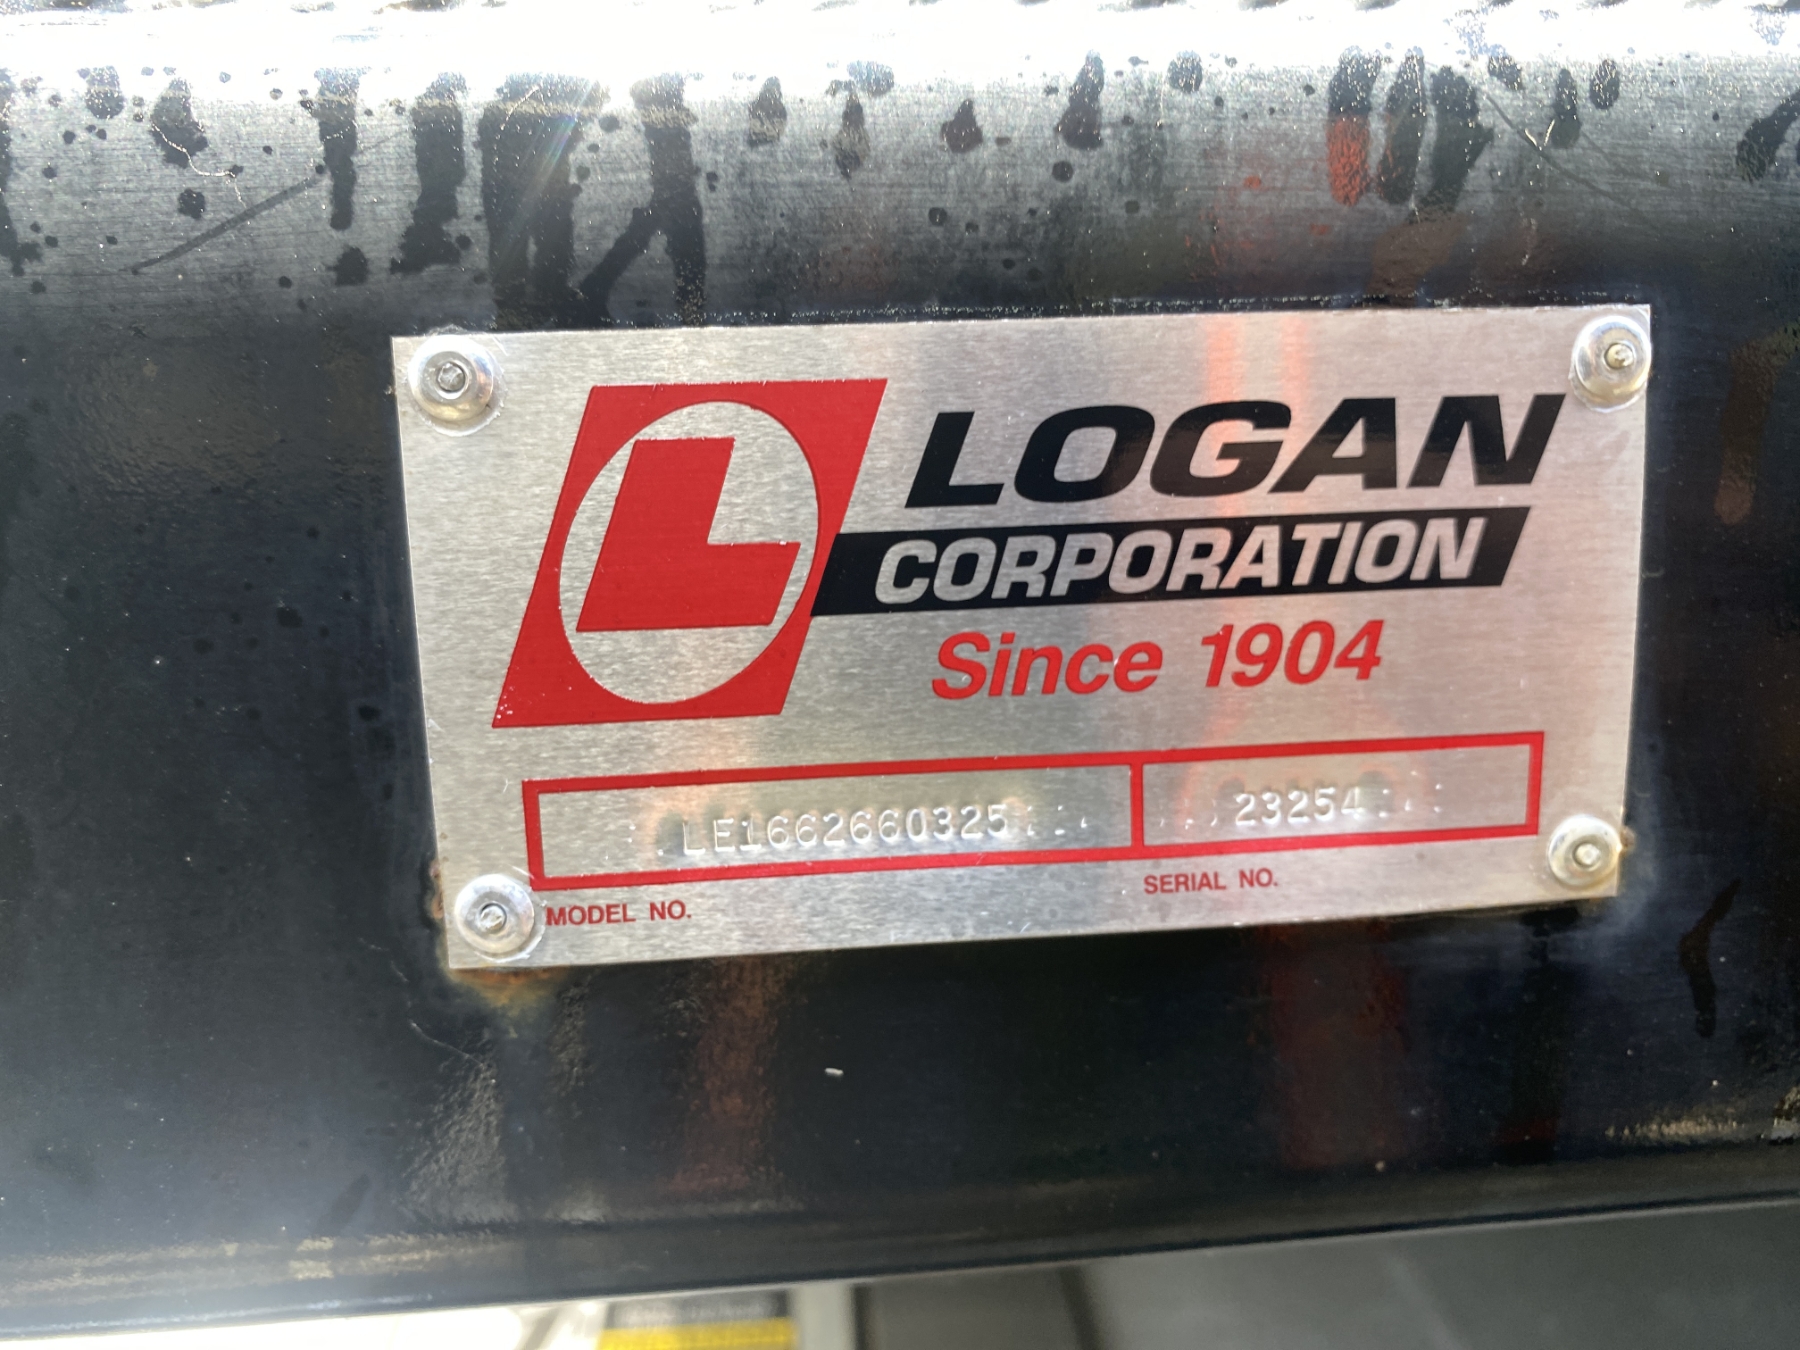 L
LOGAN
CORPORATION
Since 1904
LE1662660325
23254
MODEL NO.
SERIAL NO.